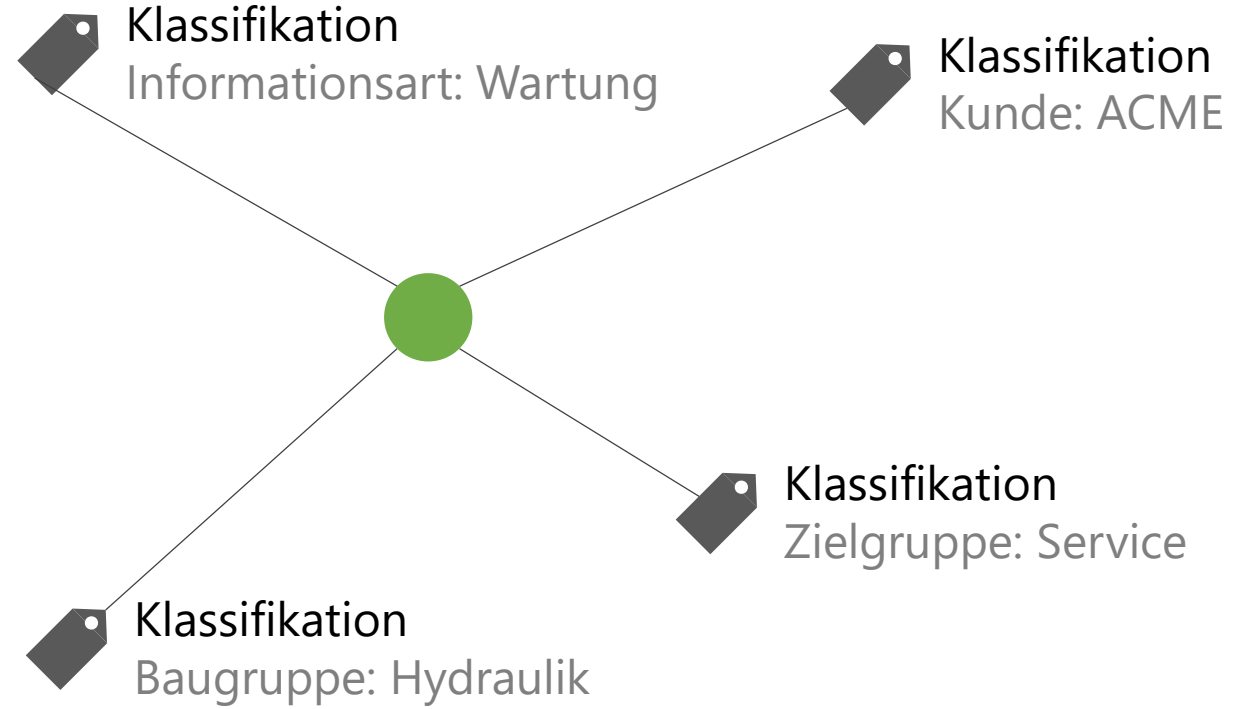 Klassifikation
Informationsart: Wartung
Klassifikation
Kunde: ACME
Klassifikation
Zielgruppe: Service
Klassifikation
Baugruppe: Hydraulik